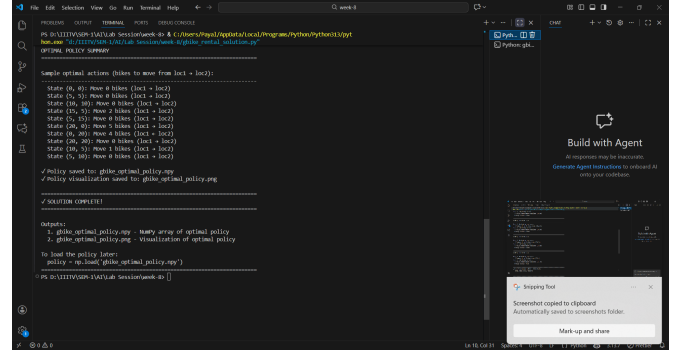 File Edit Selection View Go Run Terminal Help
week-8
PROBLEMS OUTPUT TERMINAL PORTS DEBUG CONSOLE
PS D:\IIITV\SEM-1\AI\Lab Session\week-8> & C:/Users/Payal/AppData/Local/Programs/Python/Python313/pyt
hon.exe "d:/IIITV/SEM-1/AI/Lab Session/week-8/gbike_rental_solution.py"
OPTIMAL POLICY SUMMARY
Sample optimal actions (bikes to move from loc1 → loc2):
State (0, 0): Move 0 bikes (loc1 → loc2)
State (5, 5): Move 0 bikes (loc1 → loc2)
State (10, 10): Move 0 bikes (loc1 → loc2)
State (15, 5): Move 2 bikes (loc1 → loc2)
State (5, 15): Move 0 bikes (loc1 → loc2)
State (20, 0): Move 5 bikes (loc1 → loc2)
State (0, 20): Move 4 bikes (loc1 → loc2)
State (20, 20): Move 0 bikes (loc1 → loc2)
State (10, 5): Move 1 bikes (loc1 → loc2)
State (5, 10): Move 0 bikes (loc1 → loc2)
✓ Policy saved to: gbike_optimal_policy.npy
✓ Policy visualization saved to: gbike_optimal_policy.png
✓ SOLUTION COMPLETE!
Outputs:
1. gbike_optimal_policy.npy - NumPy array of optimal policy
2. gbike_optimal_policy.png - Visualization of optimal policy
To load the policy later:
policy = np.load('gbike_optimal_policy.npy')
PS D:\IIITV\SEM-1\AI\Lab Session\week-8>
Pyth...
Python: gbi...
CHAT
Build with Agent
AI responses may be inaccurate.
Generate Agent Instructions to onboard AI
onto your codebase.
Snipping Tool
Screenshot copied to clipboard
Automatically saved to screenshots folder.
Mark-up and share
Ln 10, Col 31